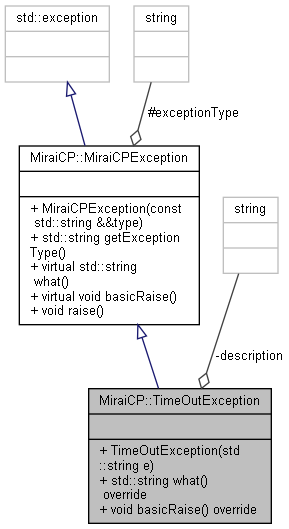 std::exception
string
#exceptionType
MiraiCP::MiraiCPException
+ MiraiCPException(const
std::string &&type)
+ std::string getException
Type()
+ virtual std::string
what()
+ virtual void basicRaise()
+ void raise()
string
-description
MiraiCP::TimeOutException
+ TimeOutException(std
::string e)
+ std::string what()
override
+ void basicRaise() override